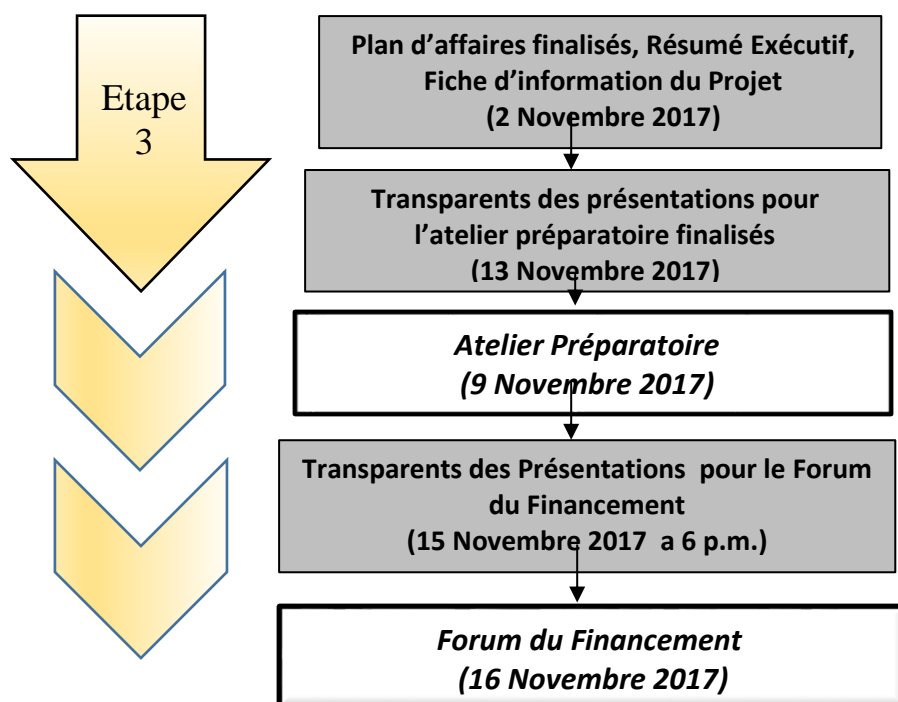 Etape
3
Plan d’affaires finalisés, Résumé Exécutif,
Fiche d’information du Projet
(2 Novembre 2017)
Transparents des présentations pour
l’atelier préparatoire finalisés
(13 Novembre 2017)
Atelier Préparatoire
(9 Novembre 2017)
Transparents des Présentations pour le Forum
du Financement
(15 Novembre 2017 a 6 p.m.)
Forum du Financement
(16 Novembre 2017)